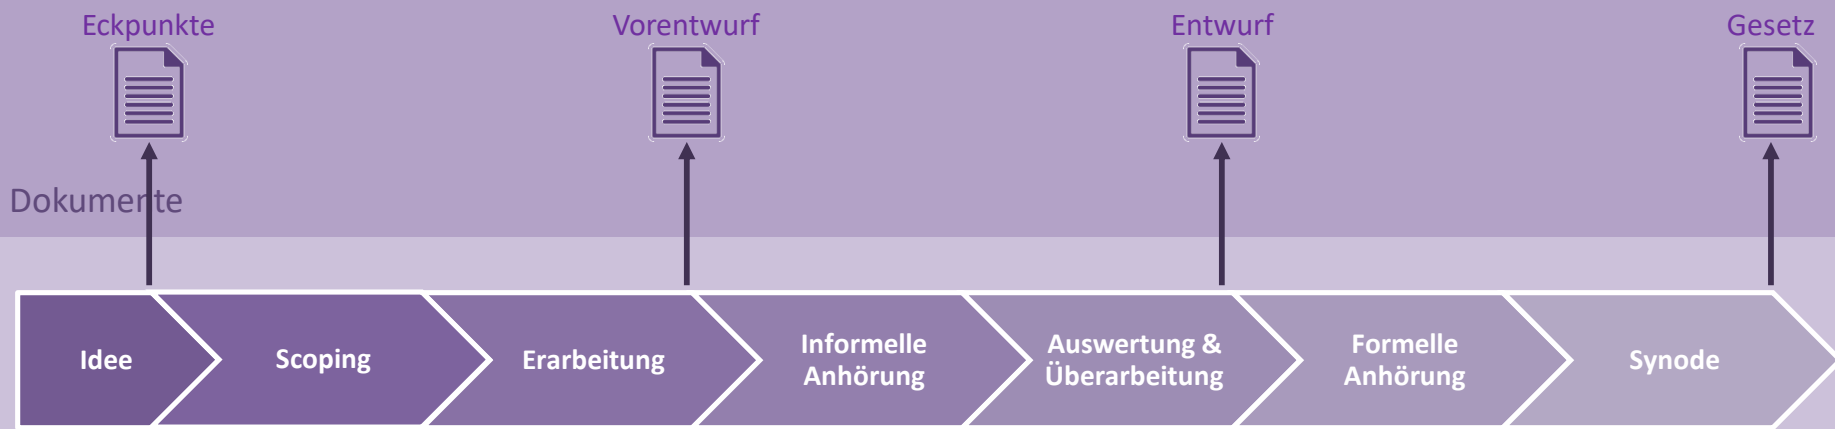 Eckpunkte
Vorentwurf
Entwurf
Gesetz
Dokumente
Idee
Scoping
Erarbeitung
Informelle
Anhörung
Auswertung &
Überarbeitung
Formelle
Anhörung
Synode